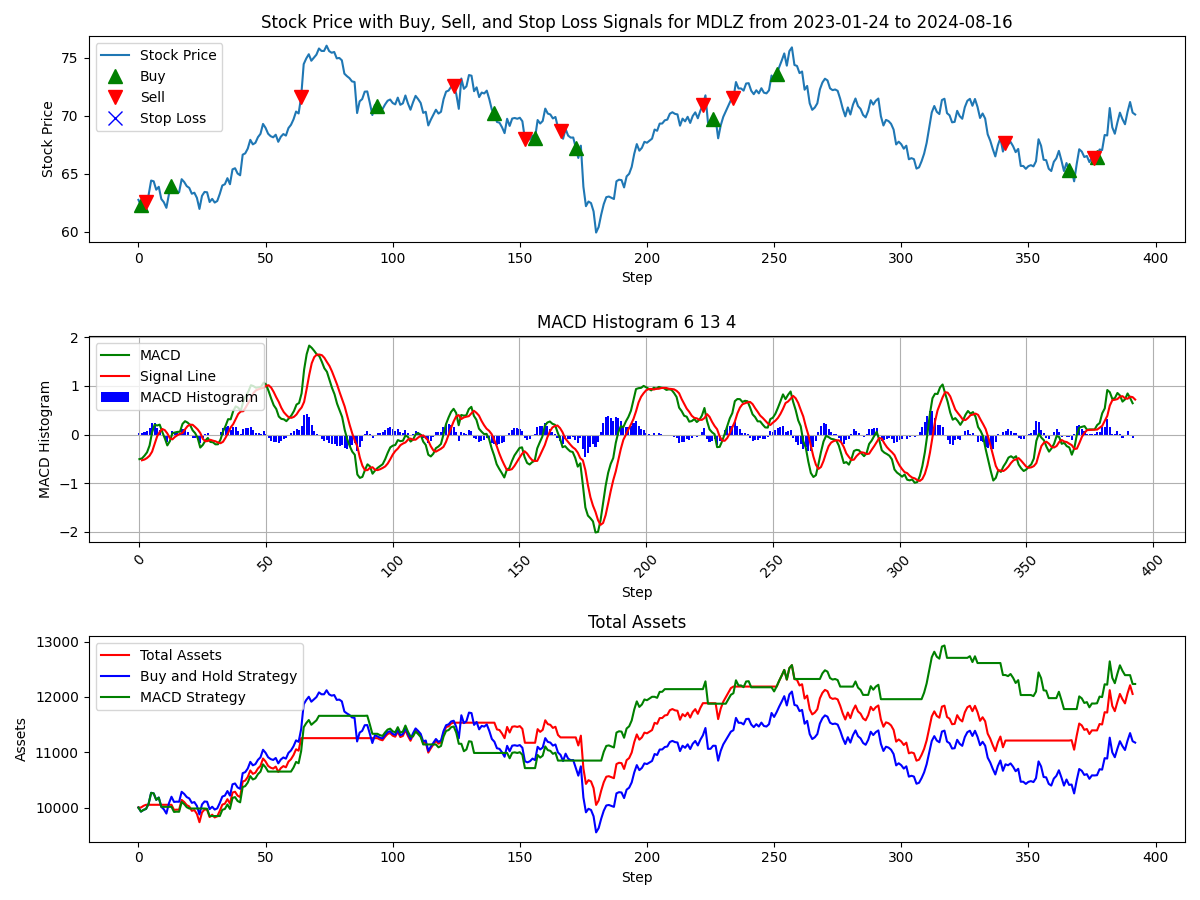 Stock Price with Buy, Sell, and Stop Loss Signals for MDLZ from 2023-01-24 to 2024-08-16
Stock Price
Buy
Sell
Stop Loss
Stock Price
75
70
65
60
0 50 100 150 200 250 300 350 400
Step
MACD Histogram 6 13 4
MACD
Signal Line
MACD Histogram
MACD Histogram
2
1
0
−1
−2
0 50 100 150 200 250 300 350 400
Step
Total Assets
Total Assets
Buy and Hold Strategy
MACD Strategy
Assets
13000
12000
11000
10000
0 50 100 150 200 250 300 350 400
Step